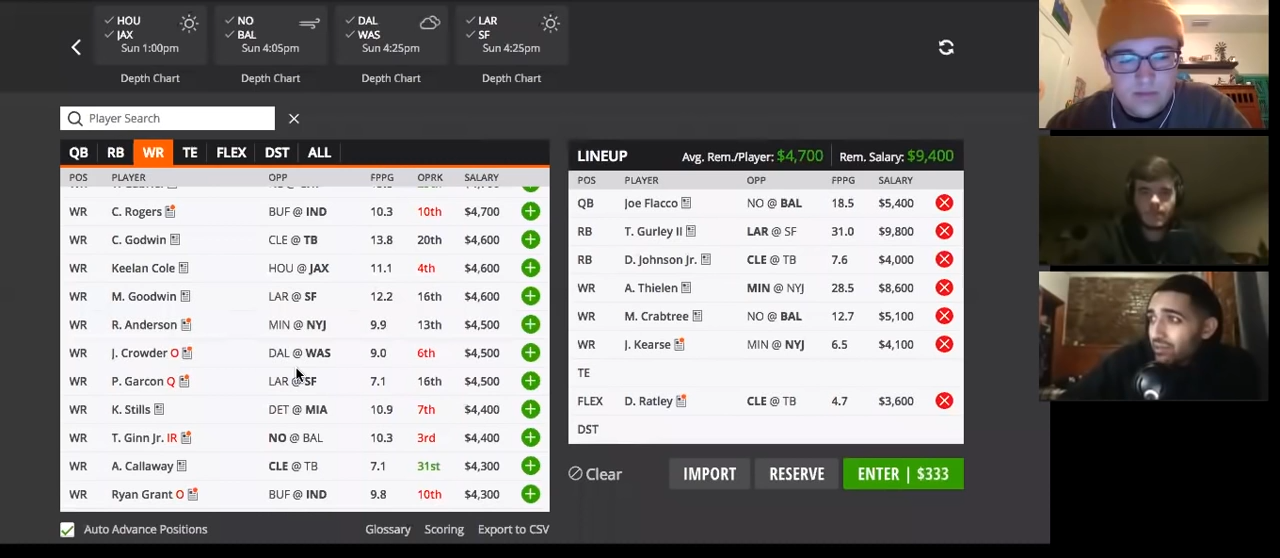 HOU
JAX
Sun 1:00pm
NO
BAL
Sun 4:05pm
DAL
WAS
Sun 4:25pm
LAR
SF
Sun 4:25pm
Depth Chart
Depth Chart
Depth Chart
Depth Chart
Player Search
QB RB WR TE FLEX DST ALL
POS PLAYER OPP FPPG OPRK SALARY
WR C. Rogers BUF @ IND 10.3 10th $4,700
WR C. Godwin CLE @ TB 13.8 20th $4,600
WR Keelan Cole HOU @ JAX 11.1 4th $4,600
WR M. Goodwin LAR @ SF 12.2 16th $4,600
WR R. Anderson MIN @ NYJ 9.9 13th $4,500
WR J. Crowder O DAL @ WAS 9.0 6th $4,500
WR P. Garcon Q LAR @ SF 7.1 16th $4,500
WR K. Stills DET @ MIA 10.9 7th $4,400
WR T. Ginn Jr. IR NO @ BAL 10.3 3rd $4,400
WR A. Callaway CLE @ TB 7.1 31st $4,300
WR Ryan Grant O BUF @ IND 9.8 10th $4,300
Auto Advance Positions Glossary Scoring Export to CSV
LINEUP Avg. Rem./Player: $4,700 Rem. Salary: $9,400
POS PLAYER OPP FPPG SALARY
QB Joe Flacco NO @ BAL 18.5 $5,400
RB T. Gurley II LAR @ SF 31.0 $9,800
RB D. Johnson Jr. CLE @ TB 7.6 $4,000
WR A. Thielen MIN @ NYJ 28.5 $8,600
WR M. Crabtree NO @ BAL 12.7 $5,100
WR J. Kearse MIN @ NYJ 6.5 $4,100
TE
FLEX D. Ratley CLE @ TB 4.7 $3,600
DST
Clear IMPORT RESERVE ENTER | $333